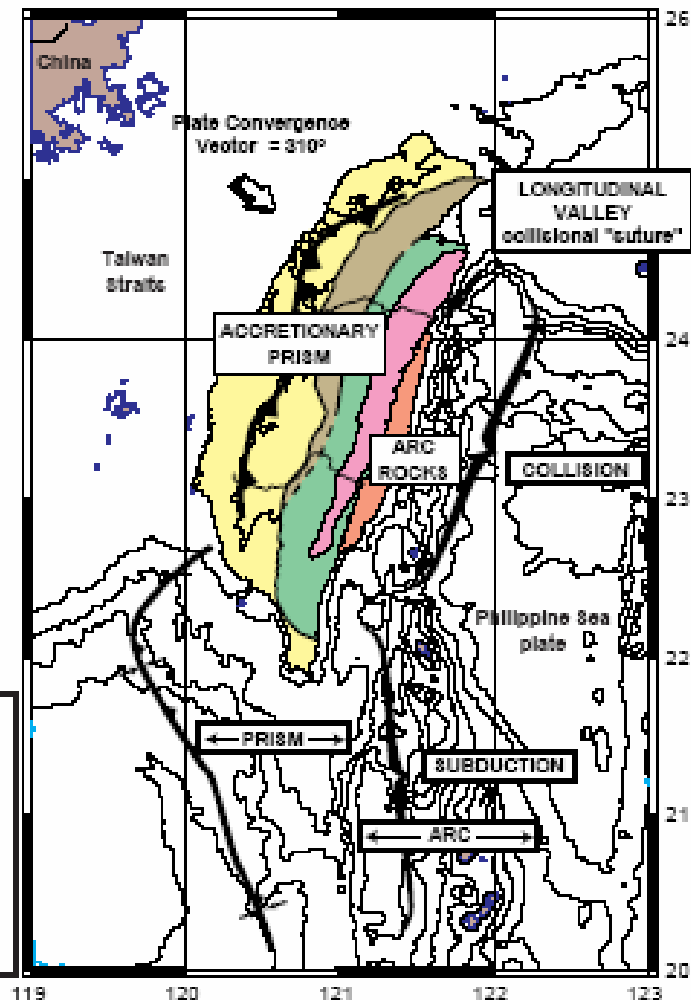 26
China
Plate Convergence
Vector = 310º
LONGITUDINAL
VALLEY
collisional "suture"
Taiwan
Straits
24
ACCRETIONARY
PRISM
ARC
ROCKS
COLLISION
23
Philippine Sea
plate
22
PRISM
SUBDUCTION
21
ARC
20
119
120
121
122
123